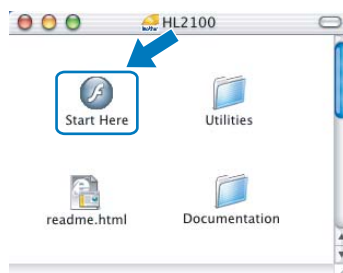 HL2100
Start Here
Utilities
readme.html
Documentation